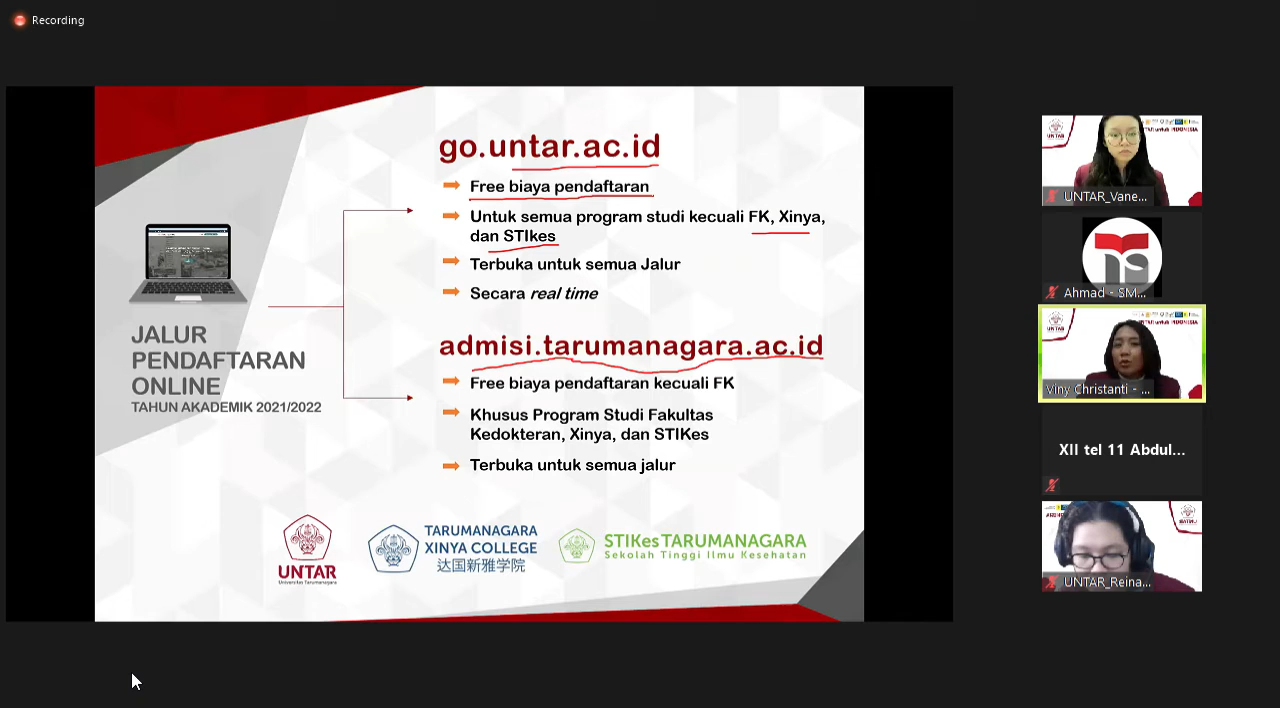 Recording
go.untar.ac.id
Free biaya pendaftaran
Untuk semua program studi kecuali FK, Xinya,
dan STIkes
Terbuka untuk semua Jalur
Secara real time
JALUR
PENDAFTARAN
ONLINE
TAHUN AKADEMIK 2021/2022
admisi.tarumanagara.ac.id
Free biaya pendaftaran kecuali FK
Khusus Program Studi Fakultas
Kedokteran, Xinya, dan STIKes
Terbuka untuk semua jalur
UNTAR
Universitas Tarumanagara
TARUMANAGARA
XINYA COLLEGE
达国新雅学院
STIKesTARUMANAGARA
Sekolah Tinggi Ilmu Kesehatan
UNTAR untuk INDONESIA
UNTAR_Vane...
Ahmad - SM...
Viny Christanti - ...
XII tel 11 Abdul...
UNTAR_Reina...